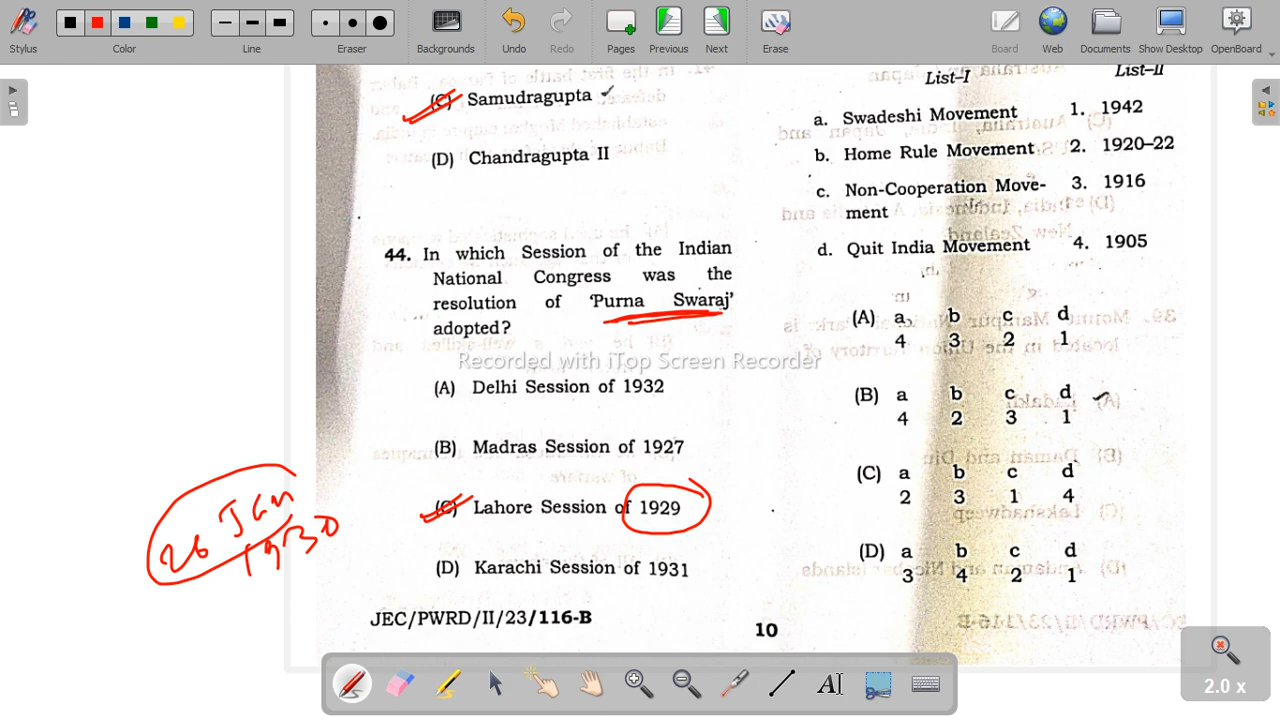 Stylus
Color
Line
Eraser
Backgrounds
Undo
Redo
Pages
Previous
Next
Erase
Board
Web
Documents
Show Desktop
OpenBoard
(C) Samudragupta
(D) Chandragupta II
44. In which Session of the Indian
National Congress was the
resolution of 'Purna Swaraj'
adopted?
Recorded with iTop Screen Recorder
(A) Delhi Session of 1932
(B) Madras Session of 1927
(C) Lahore Session of 1929
(D) Karachi Session of 1931
26 Jan
1930
JEC/PWRD/II/23/116-B
10
List–I List–II
a. Swadeshi Movement 1. 1942
b. Home Rule Movement 2. 1920–22
c. Non-Cooperation Move- 3. 1916
ment
d. Quit India Movement 4. 1905
(A) a b c d
4 3 2 1
(B) a b c d
4 2 3 1
(C) a b c d
2 3 1 4
(D) a b c d
3 4 2 1
2.0 x